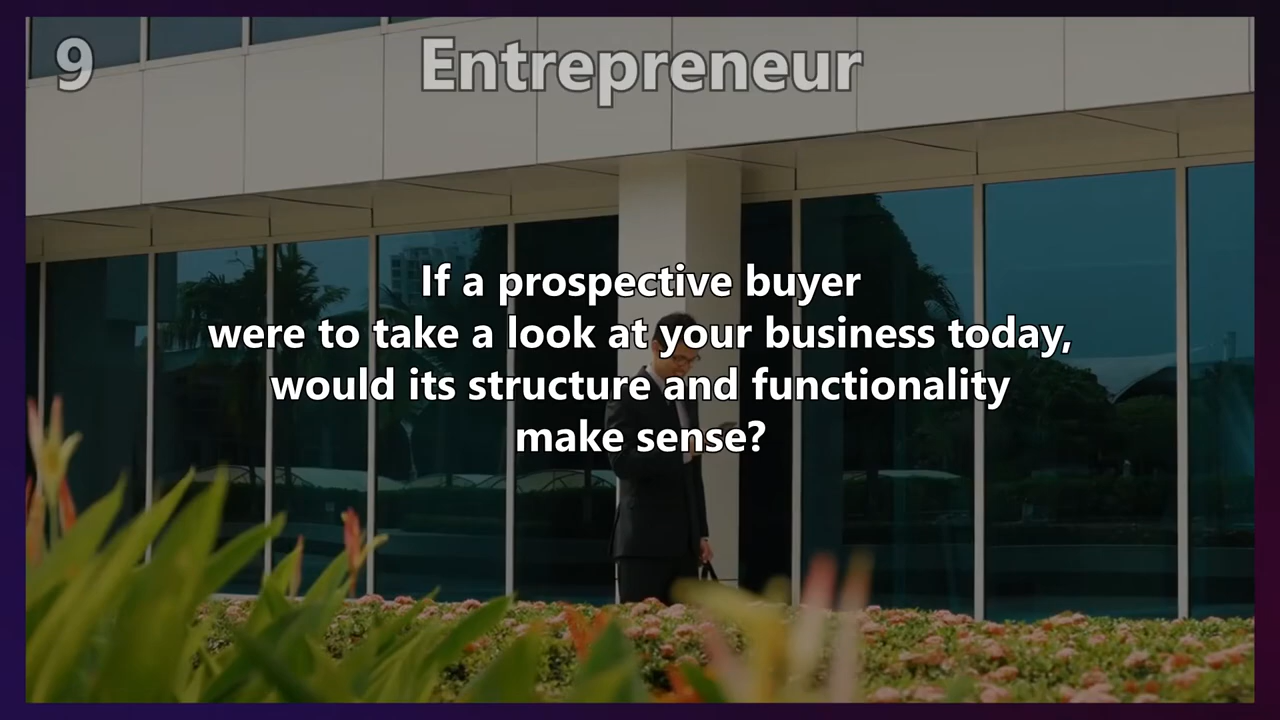 9
Entrepreneur
If a prospective buyer
were to take a look at your business today,
would its structure and functionality
make sense?